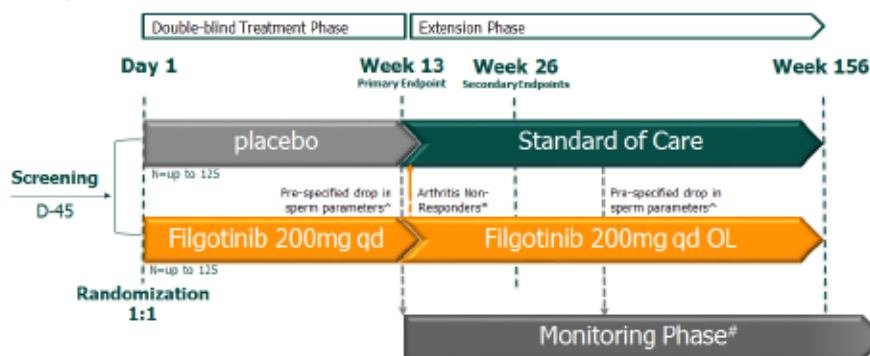 Double-blind Treatment Phase
Extension Phase
Day 1
Week 13
Primary Endpoint
Week 26
Secondary Endpoints
Week 156
placebo
Standard of Care
N=up to 125
Screening
D-45
Pre-specified drop in
sperm parameters^
Arthritis Non-
Responders*
Pre-specified drop in
sperm parameters^
Filgotinib 200mg qd
Filgotinib 200mg qd OL
N=up to 125
Randomization
1:1
Monitoring Phase#